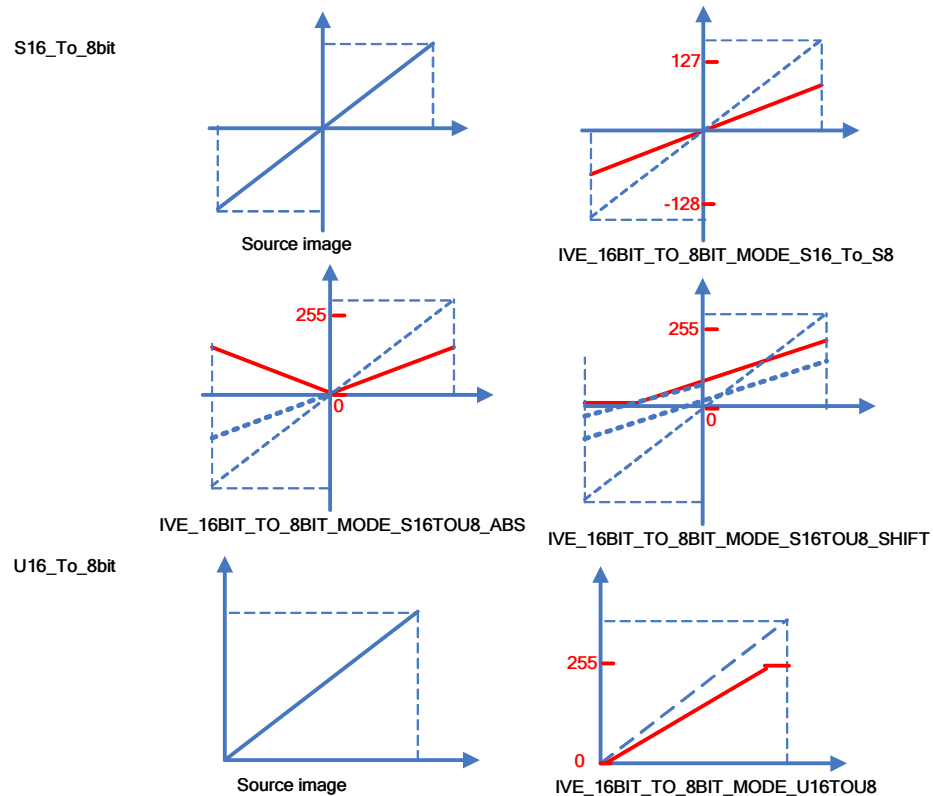 S16_To_8bit
127
-128
Source image
IVE_16BIT_TO_8BIT_MODE_S16_To_S8
255
0
255
0
IVE_16BIT_TO_8BIT_MODE_S16TOU8_ABS
IVE_16BIT_TO_8BIT_MODE_S16TOU8_SHIFT
U16_To_8bit
255
0
Source image
IVE_16BIT_TO_8BIT_MODE_U16TOU8